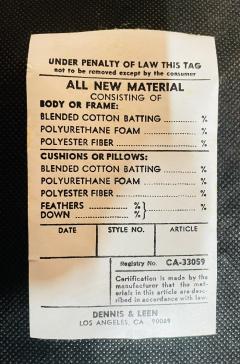 UNDER PENALTY OF LAW THIS TAG
not to be removed except by the consumer
ALL NEW MATERIAL
CONSISTING OF
BODY OR FRAME:
BLENDED COTTON BATTING .......... %
POLYURETHANE FOAM .......... %
POLYESTER FIBER .......... %
CUSHIONS OR PILLOWS:
BLENDED COTTON BATTING .......... %
POLYURETHANE FOAM .......... %
POLYESTER FIBER .......... %
FEATHERS .......... % } .......... %
DOWN .......... %
DATE STYLE NO. ARTICLE
Registry No. CA-33059
Certification is made by the
manufacturer that the mat-
erials in this article are des-
cribed in accordance with law.
DENNIS & LEEN
LOS ANGELES, CA